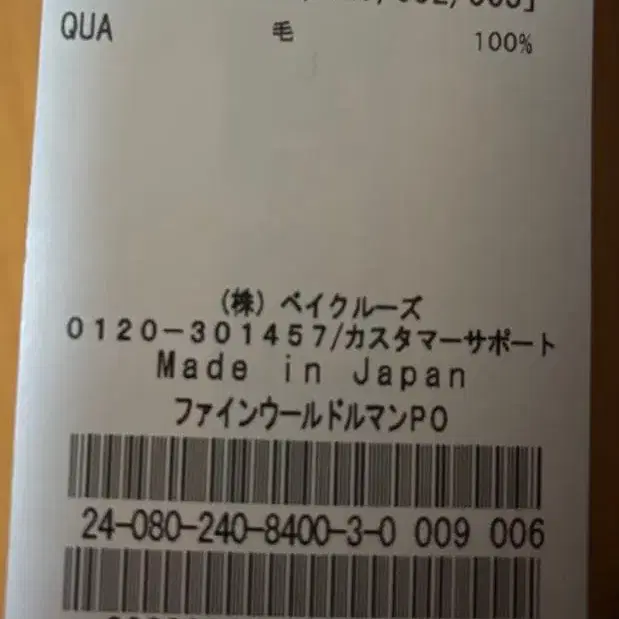 QUA 毛 100%
(株) ベイクルーズ
0120-301457/カスタマーサポート
Made in Japan
ファインウールドルマンPO
24-080-240-8400-3-0 009 006